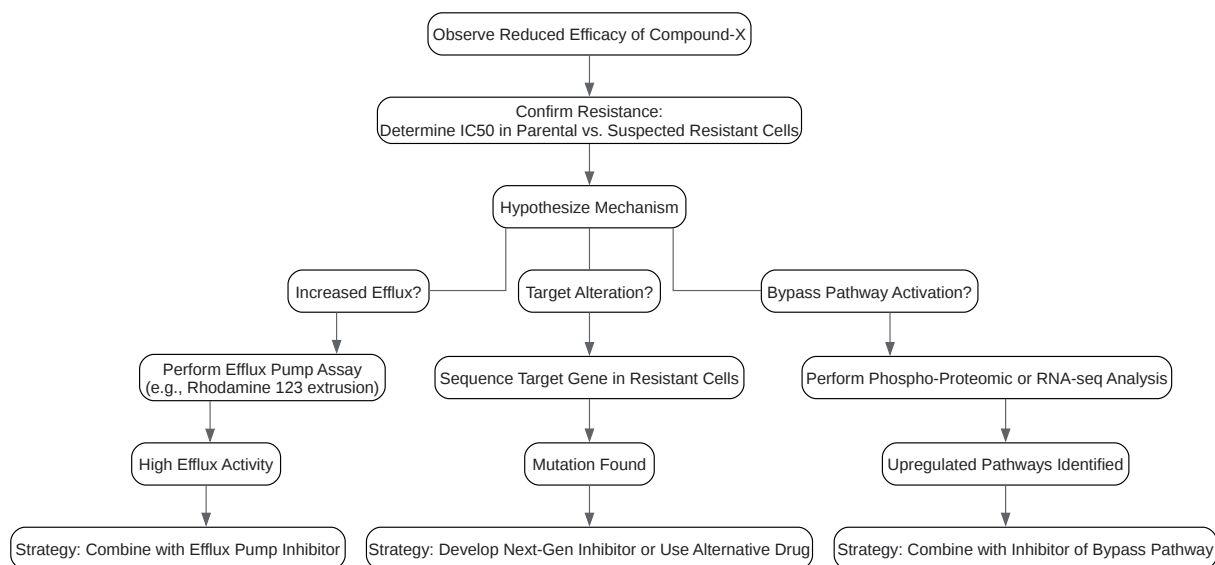 Observe Reduced Efficacy of Compound-X
Confirm Resistance:
Determine IC50 in Parental vs. Suspected Resistant Cells
Hypothesize Mechanism
Increased Efflux?
Target Alteration?
Bypass Pathway Activation?
Perform Efflux Pump Assay
(e.g., Rhodamine 123 extrusion)
Sequence Target Gene in Resistant Cells
Perform Phospho-Proteomic or RNA-seq Analysis
High Efflux Activity
Mutation Found
Upregulated Pathways Identified
Strategy: Combine with Efflux Pump Inhibitor
Strategy: Develop Next-Gen Inhibitor or Use Alternative Drug
Strategy: Combine with Inhibitor of Bypass Pathway